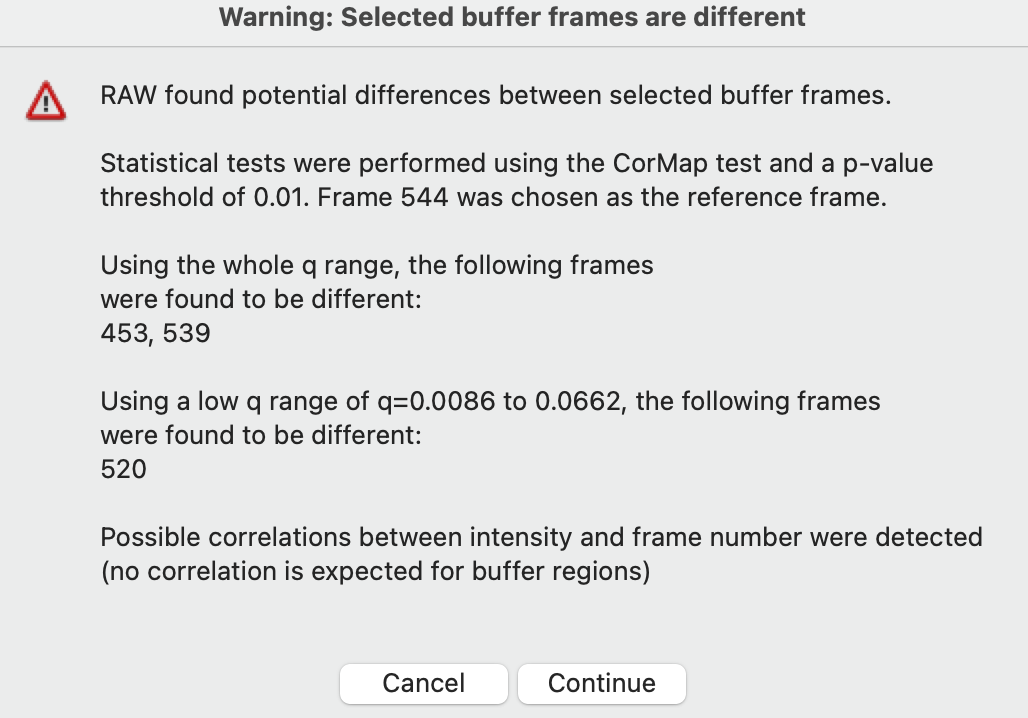 Warning: Selected buffer frames are different
RAW found potential differences between selected buffer frames.
Statistical tests were performed using the CorMap test and a p-value
threshold of 0.01. Frame 544 was chosen as the reference frame.
Using the whole q range, the following frames
were found to be different:
453, 539
Using a low q range of q=0.0086 to 0.0662, the following frames
were found to be different:
520
Possible correlations between intensity and frame number were detected
(no correlation is expected for buffer regions)
Cancel
Continue